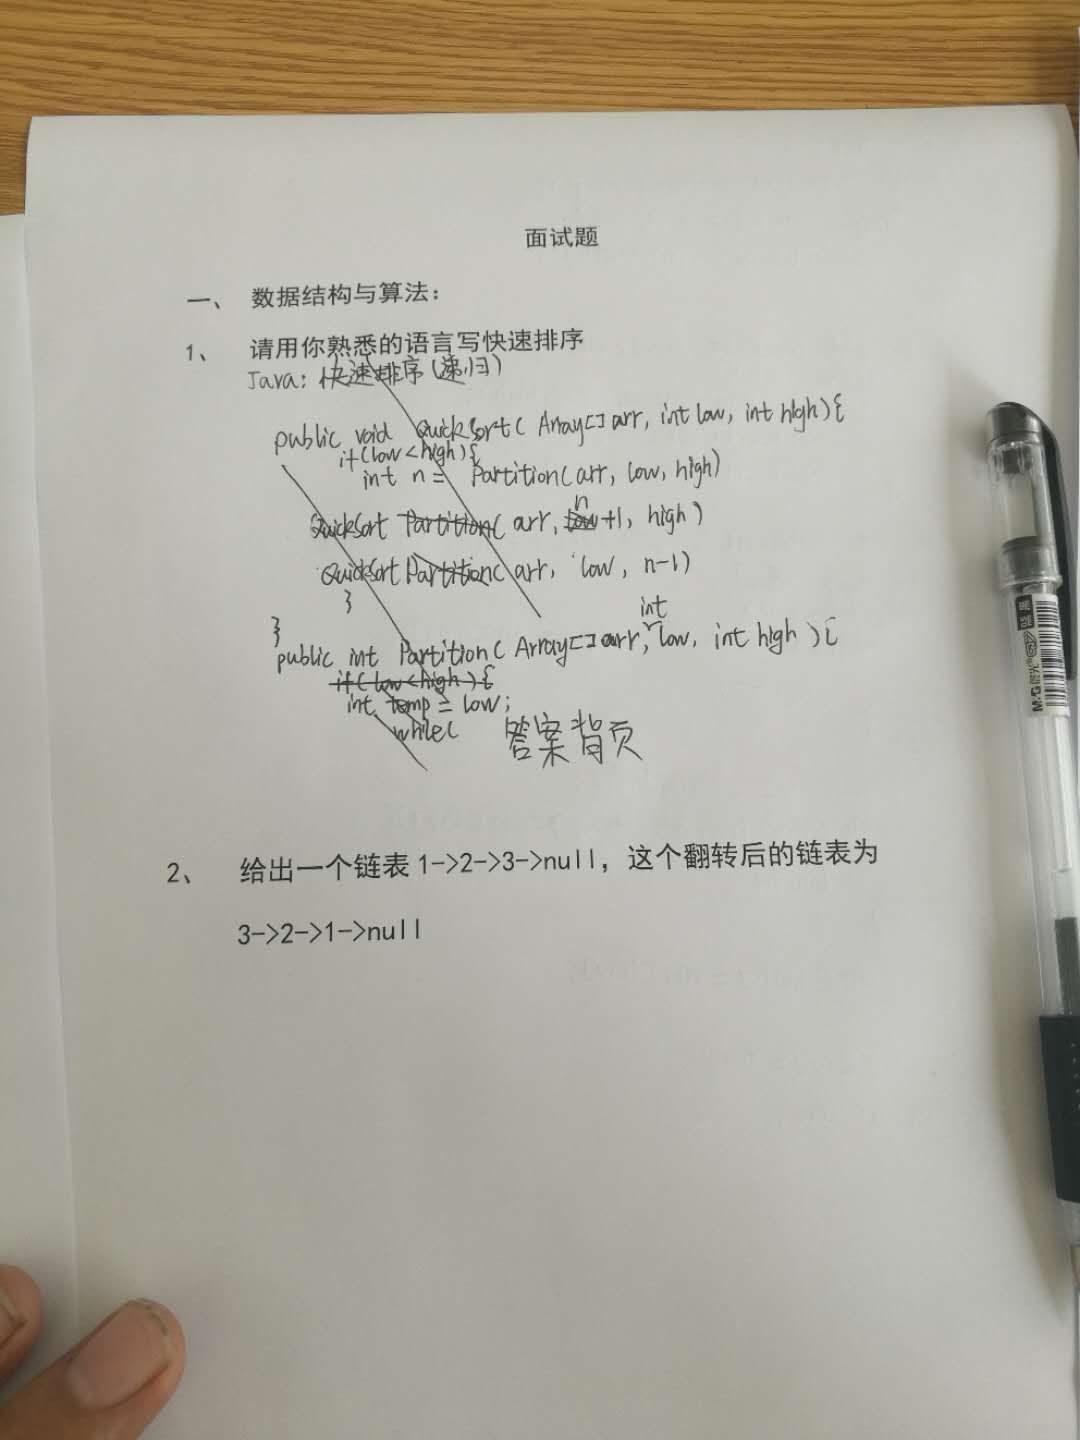 面试题
一、 数据结构与算法：
1、 请用你熟悉的语言写快速排序
Java: 快速排序(递归)
public void QuickSort( Array[] arr, int low, int high){
if(low<high){
int n = Partition(arr, low, high)
QuickSort Partition( arr, low n +1, high)
QuickSort Partition( arr, low, n-1)
}
}
public int Partition( Array[] arr, int low, int high ){
if(low<high){
int temp = low;
while( 答案背页
2、 给出一个链表 1->2->3->null，这个翻转后的链表为
3->2->1->null
M&G 晨光